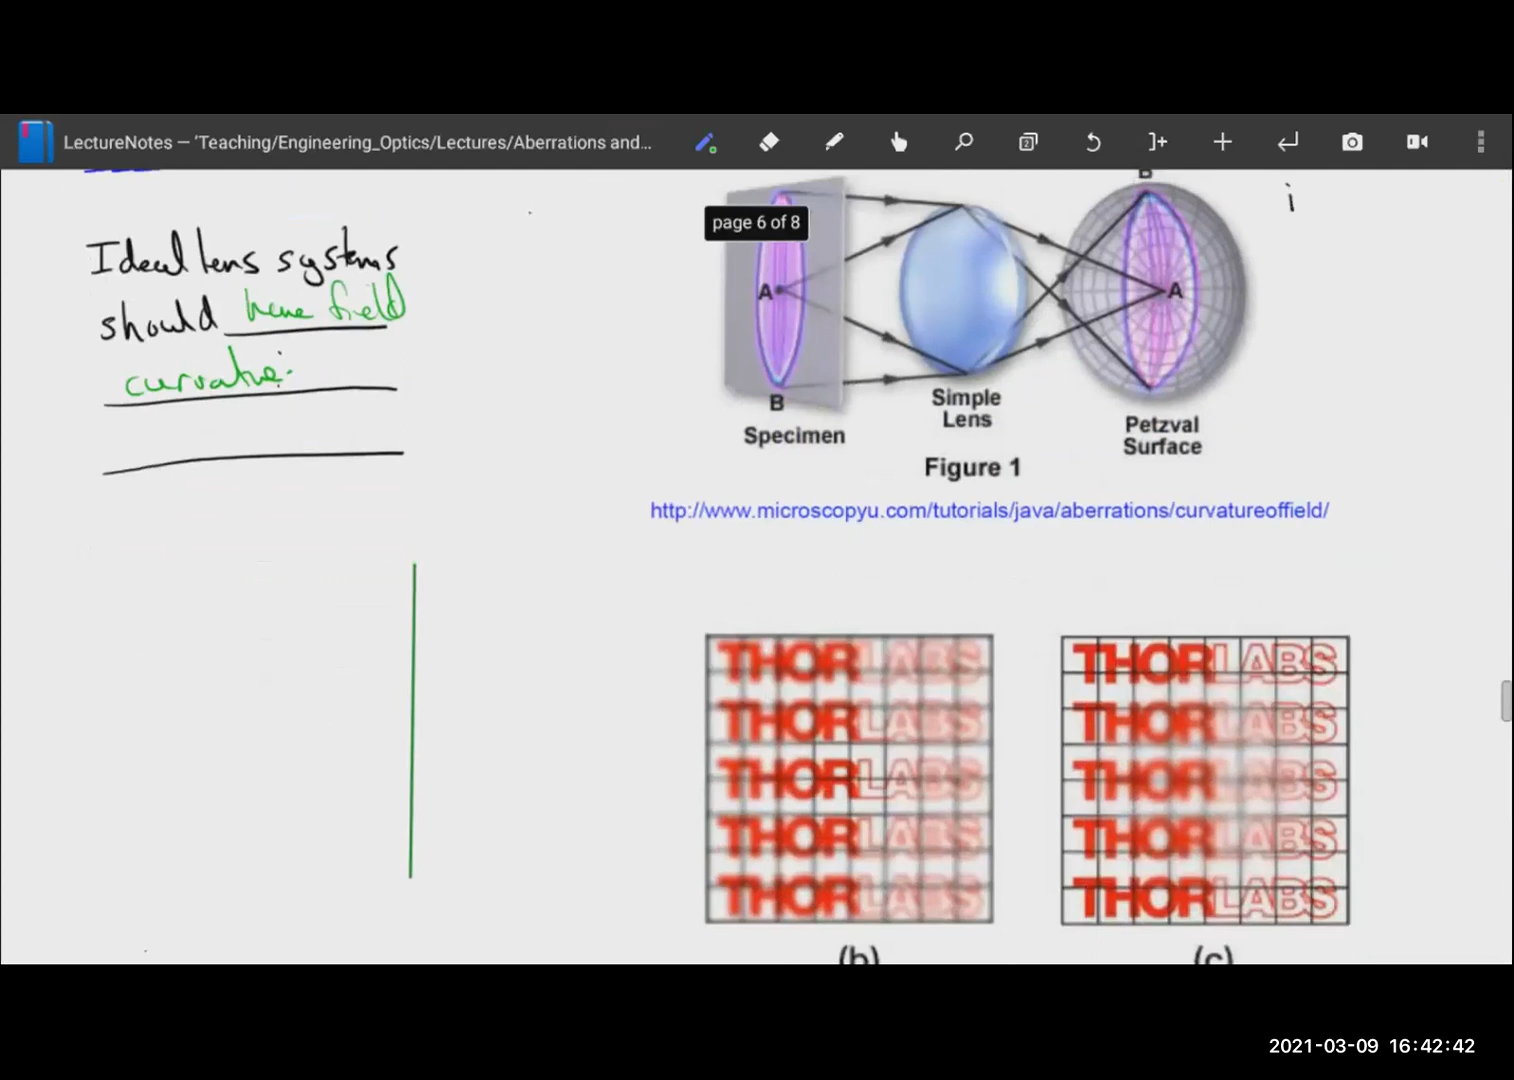 LectureNotes — ‘Teaching/Engineering_Optics/Lectures/Aberrations and...
page 6 of 8
Ideal lens systems
should have field
curvature.
B
i
A
A
B
Specimen
Simple
Lens
Petzval
Surface
Figure 1
http://www.microscopyu.com/tutorials/java/aberrations/curvatureoffield/
THORLABS THORLABS
THORLABS THORLABS
THORLABS THORLABS
THORLABS THORLABS
THORLABS THORLABS
(b) (c)
2021-03-09 16:42:42